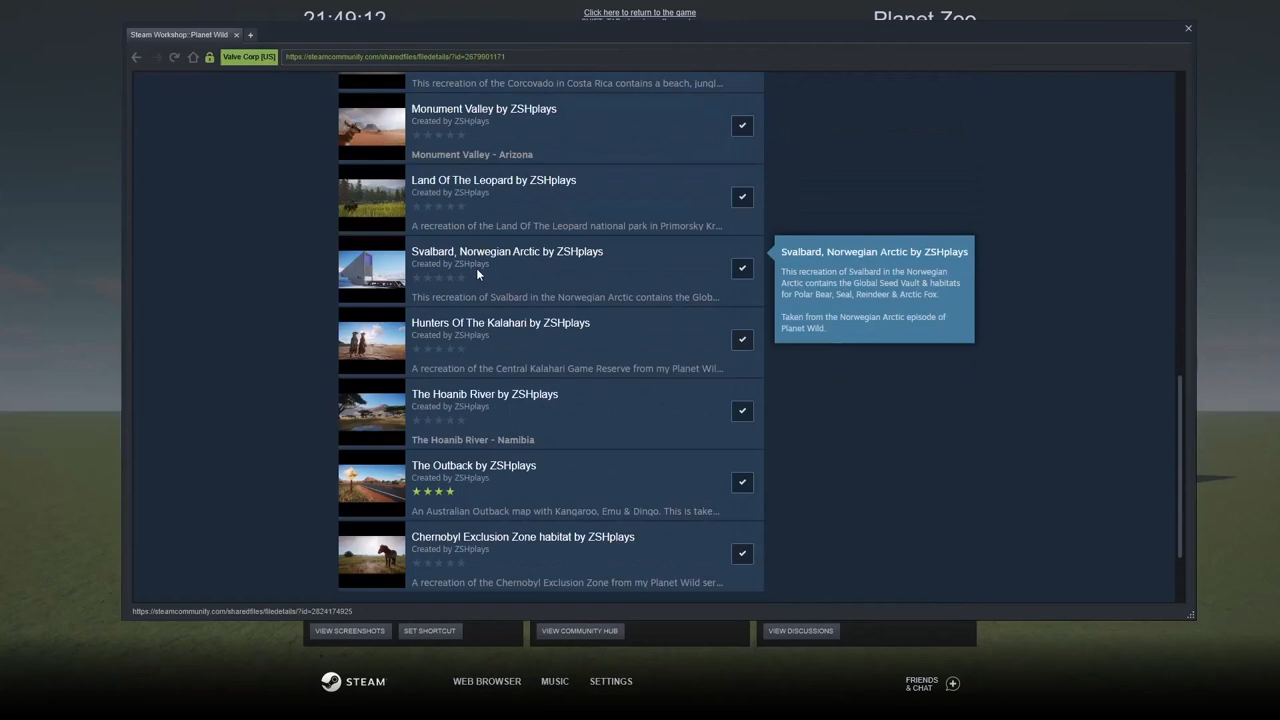 21:49:12
Click here to return to the game
Planet Zoo
Steam Workshop::Planet Wild
Valve Corp [US]
https://steamcommunity.com/sharedfiles/filedetails/?id=2679901171
This recreation of the Corcovado in Costa Rica contains a beach, jungl...
Monument Valley by ZSHplays
Created by ZSHplays
Monument Valley - Arizona
Land Of The Leopard by ZSHplays
Created by ZSHplays
A recreation of the Land Of The Leopard national park in Primorsky Kr...
Svalbard, Norwegian Arctic by ZSHplays
Created by ZSHplays
This recreation of Svalbard in the Norwegian Arctic contains the Glob...
Svalbard, Norwegian Arctic by ZSHplays
This recreation of Svalbard in the Norwegian
Arctic contains the Global Seed Vault & habitats
for Polar Bear, Seal, Reindeer & Arctic Fox.
Taken from the Norwegian Arctic episode of
Planet Wild.
Hunters Of The Kalahari by ZSHplays
Created by ZSHplays
A recreation of the Central Kalahari Game Reserve from my Planet Wil...
The Hoanib River by ZSHplays
Created by ZSHplays
The Hoanib River - Namibia
The Outback by ZSHplays
Created by ZSHplays
An Australian Outback map with Kangaroo, Emu & Dingo. This is take...
Chernobyl Exclusion Zone habitat by ZSHplays
Created by ZSHplays
A recreation of the Chernobyl Exclusion Zone from my Planet Wild ser...
https://steamcommunity.com/sharedfiles/filedetails/?id=2824174925
VIEW SCREENSHOTS
SET SHORTCUT
VIEW COMMUNITY HUB
VIEW DISCUSSIONS
STEAM
WEB BROWSER
MUSIC
SETTINGS
FRIENDS
& CHAT